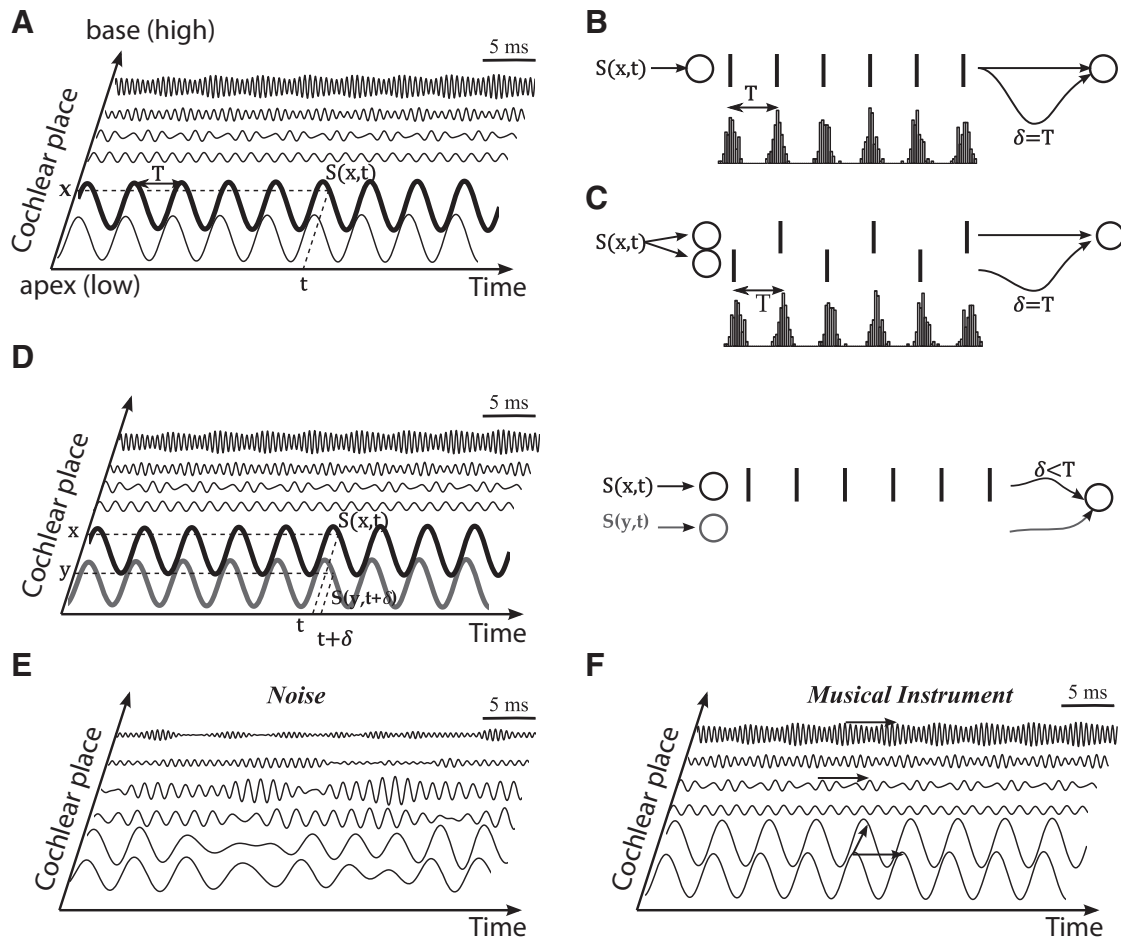 A
base (high)
5 ms
Cochlear place
x
T
S(x,t)
apex (low)
t
Time
B
S(x,t)
T
δ=T
C
S(x,t)
T
δ=T
D
5 ms
Cochlear place
x
S(x,t)
y
S(y,t+δ)
t
t+δ
Time
S(x,t)
δ<T
S(y,t)
E
Noise
5 ms
Cochlear place
Time
F
Musical Instrument
5 ms
Cochlear place
Time